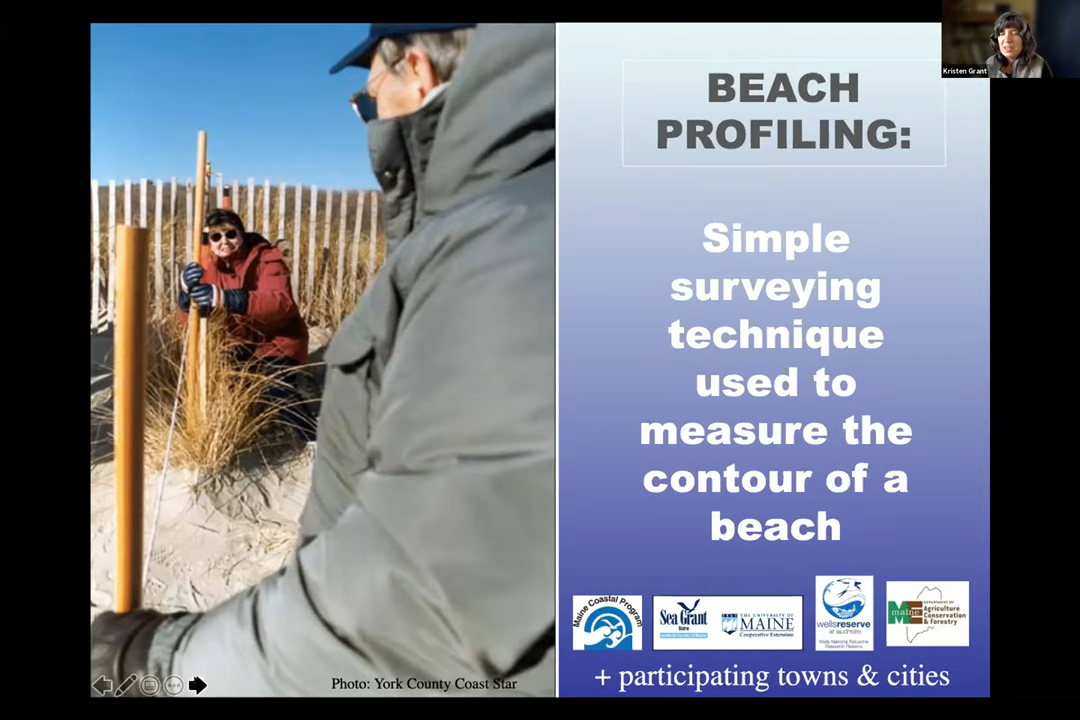 Kristen Grant
BEACH
PROFILING:
Simple
surveying
technique
used to
measure the
contour of a
beach
Maine Coastal Program
Sea Grant
Maine
THE UNIVERSITY OF
MAINE
Cooperative Extension
wellsreserve
at laudholm
Wells National Estuarine
Research Reserve
DEPARTMENT OF
maine
Agriculture
Conservation
& Forestry
+ participating towns & cities
Photo: York County Coast Star